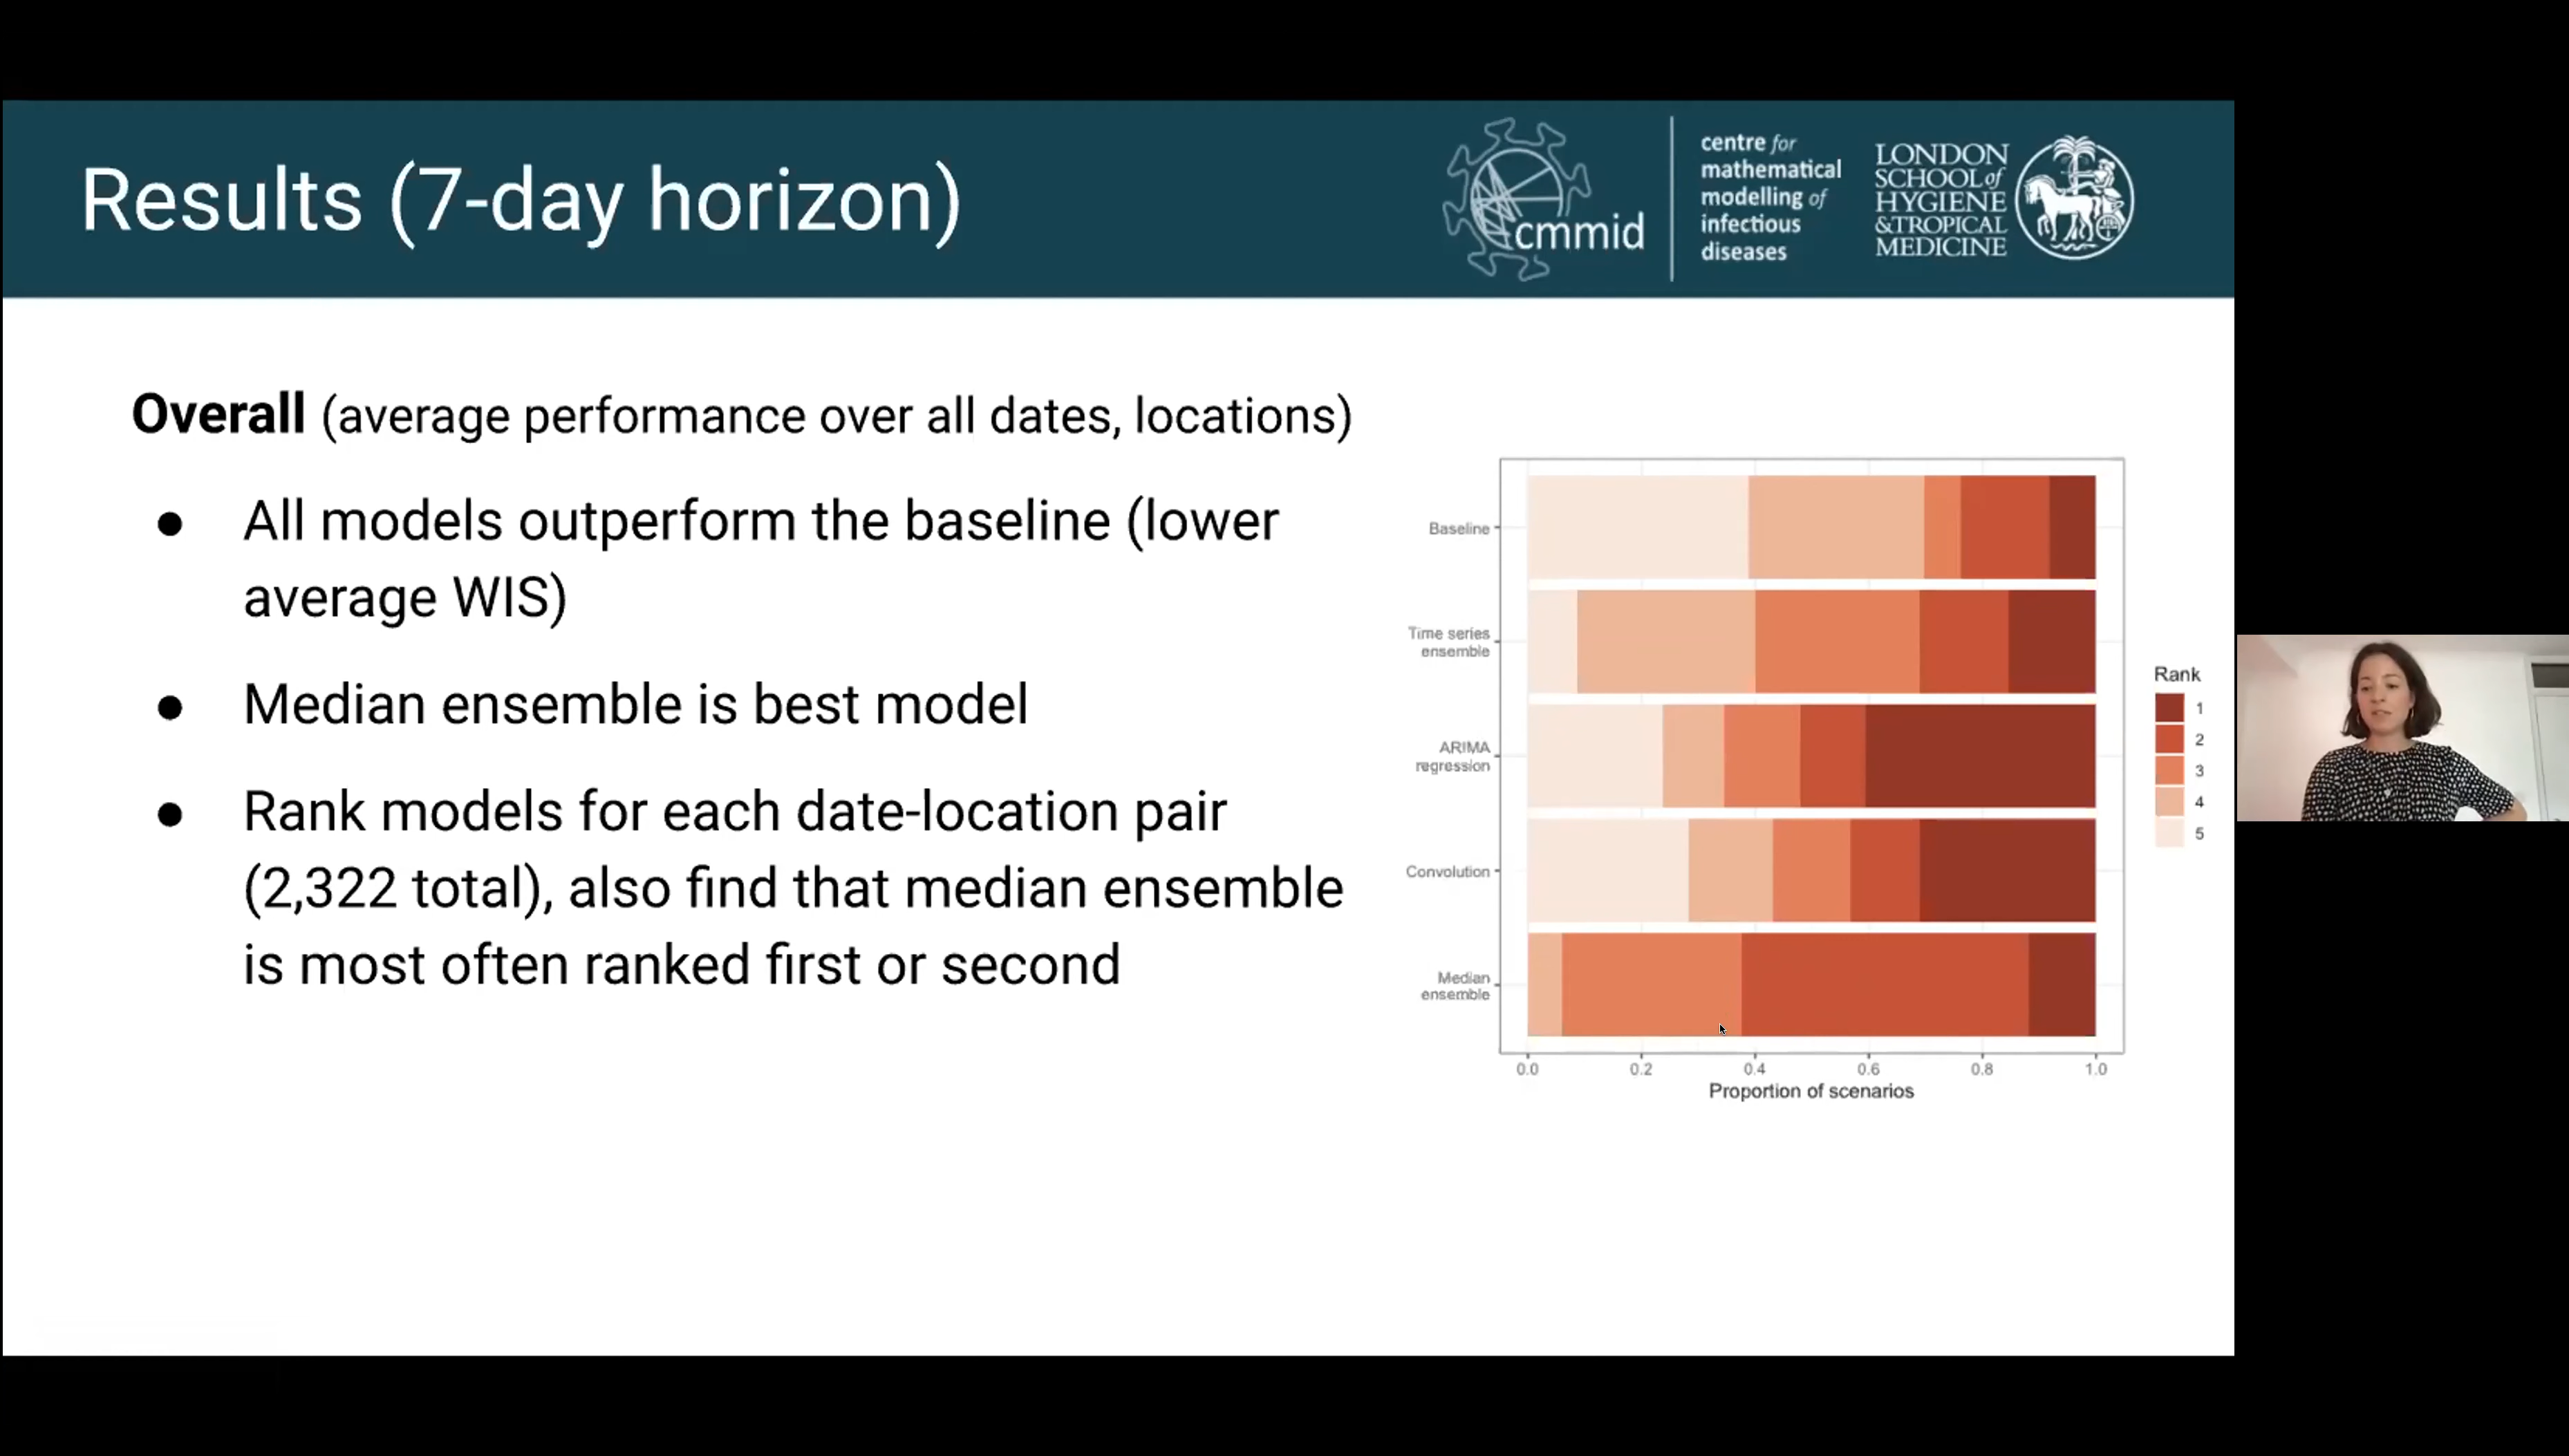 Results (7-day horizon)
cmmid
centre for
mathematical
modelling of
infectious
diseases
LONDON
SCHOOL of
HYGIENE
&TROPICAL
MEDICINE
Overall (average performance over all dates, locations)
● All models outperform the baseline (lower
average WIS)
● Median ensemble is best model
● Rank models for each date-location pair
(2,322 total), also find that median ensemble
is most often ranked first or second
Baseline
Time series
ensemble
ARIMA
regression
Convolution
Median
ensemble
0.0 0.2 0.4 0.6 0.8 1.0
Proportion of scenarios
Rank
1
2
3
4
5